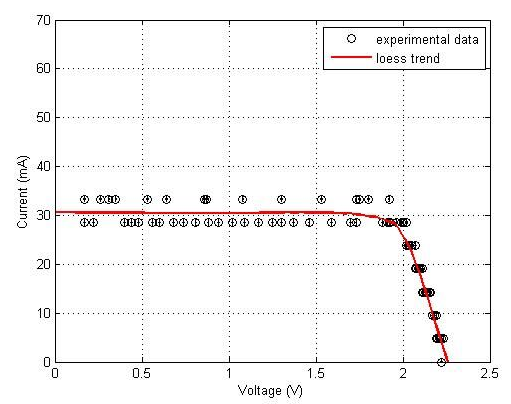 70
60
50
40
30
20
10
0
Current (mA)
experimental data
loess trend
0 0.5 1 1.5 2 2.5
Voltage (V)